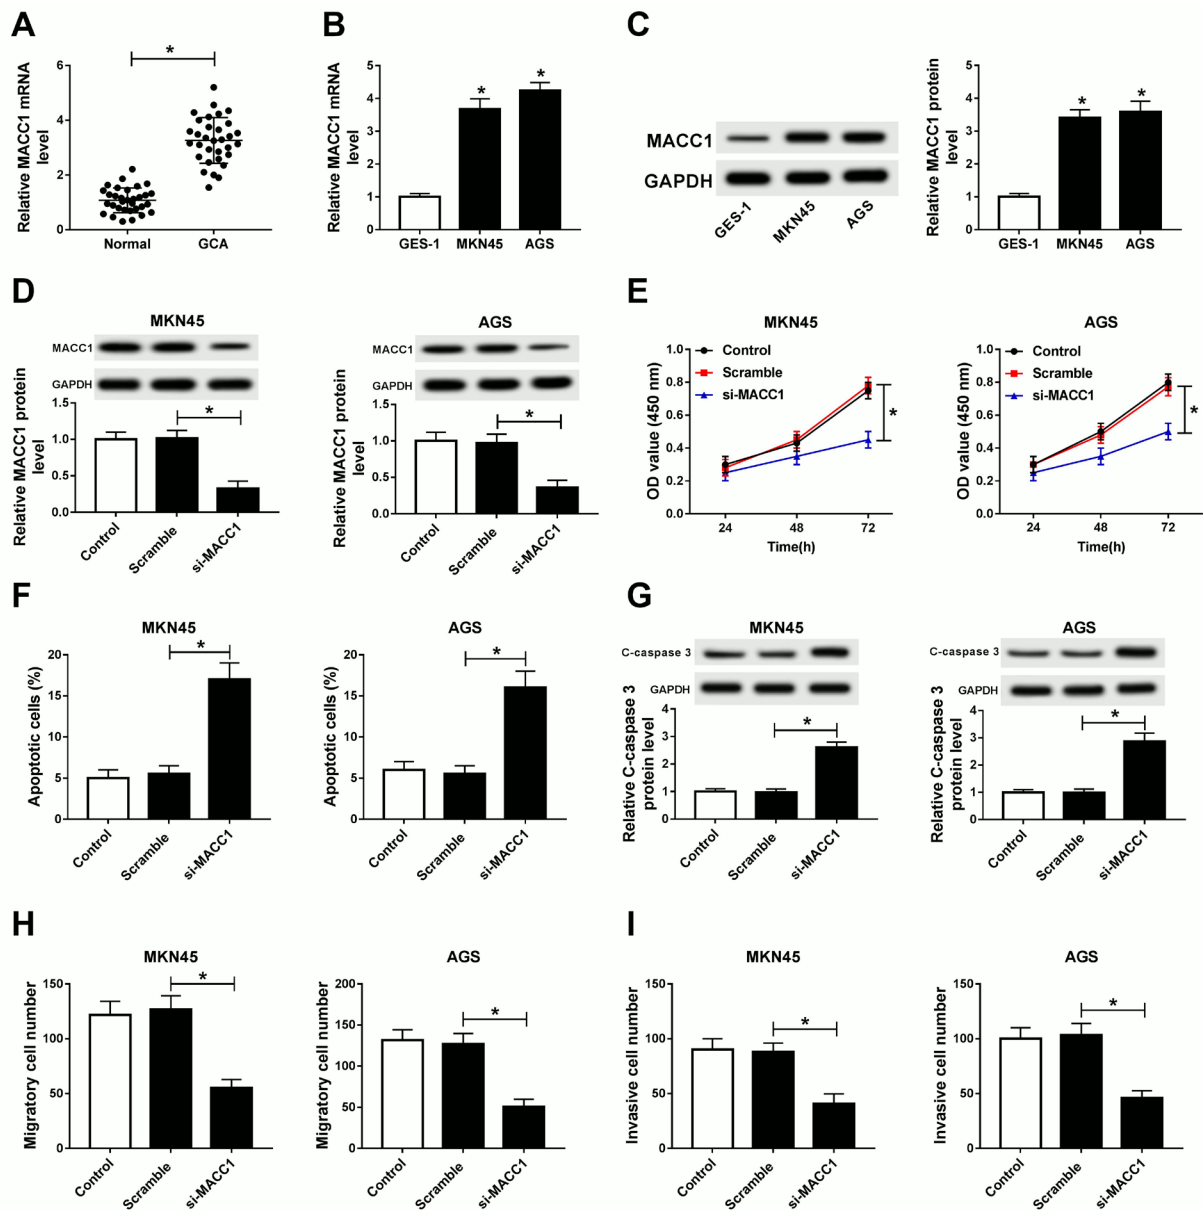 A
Relative MACC1 mRNA
level
6
4
2
0
*
Normal
GCA
B
Relative MACC1 mRNA
level
5
4
3
2
1
0
*
*
GES-1
MKN45
AGS
C
MACC1
GAPDH
GES-1
MKN45
AGS
Relative MACC1 protein
level
5
4
3
2
1
0
*
*
GES-1
MKN45
AGS
D
MKN45
MACC1
GAPDH
Relative MACC1 protein
level
1.5
1.0
0.5
0.0
*
Control
Scramble
si-MACC1
AGS
MACC1
GAPDH
Relative MACC1 protein
level
1.5
1.0
0.5
0.0
*
Control
Scramble
si-MACC1
E
MKN45
OD value (450 nm)
1.0
0.8
0.6
0.4
0.2
0.0
Control
Scramble
si-MACC1
*
24
48
72
Time(h)
AGS
OD value (450 nm)
1.0
0.8
0.6
0.4
0.2
0.0
Control
Scramble
si-MACC1
*
24
48
72
Time(h)
F
MKN45
Apoptotic cells (%)
20
15
10
5
0
*
Control
Scramble
si-MACC1
AGS
Apoptotic cells (%)
20
15
10
5
0
*
Control
Scramble
si-MACC1
G
MKN45
C-caspase 3
GAPDH
Relative C-caspase 3
protein level
4
3
2
1
0
*
Control
Scramble
si-MACC1
AGS
C-caspase 3
GAPDH
Relative C-caspase 3
protein level
4
3
2
1
0
*
Control
Scramble
si-MACC1
H
MKN45
Migratory cell number
150
100
50
0
*
Control
Scramble
si-MACC1
AGS
Migratory cell number
200
150
100
50
0
*
Control
Scramble
si-MACC1
I
MKN45
Invasive cell number
150
100
50
0
*
Control
Scramble
si-MACC1
AGS
Invasive cell number
150
100
50
0
*
Control
Scramble
si-MACC1